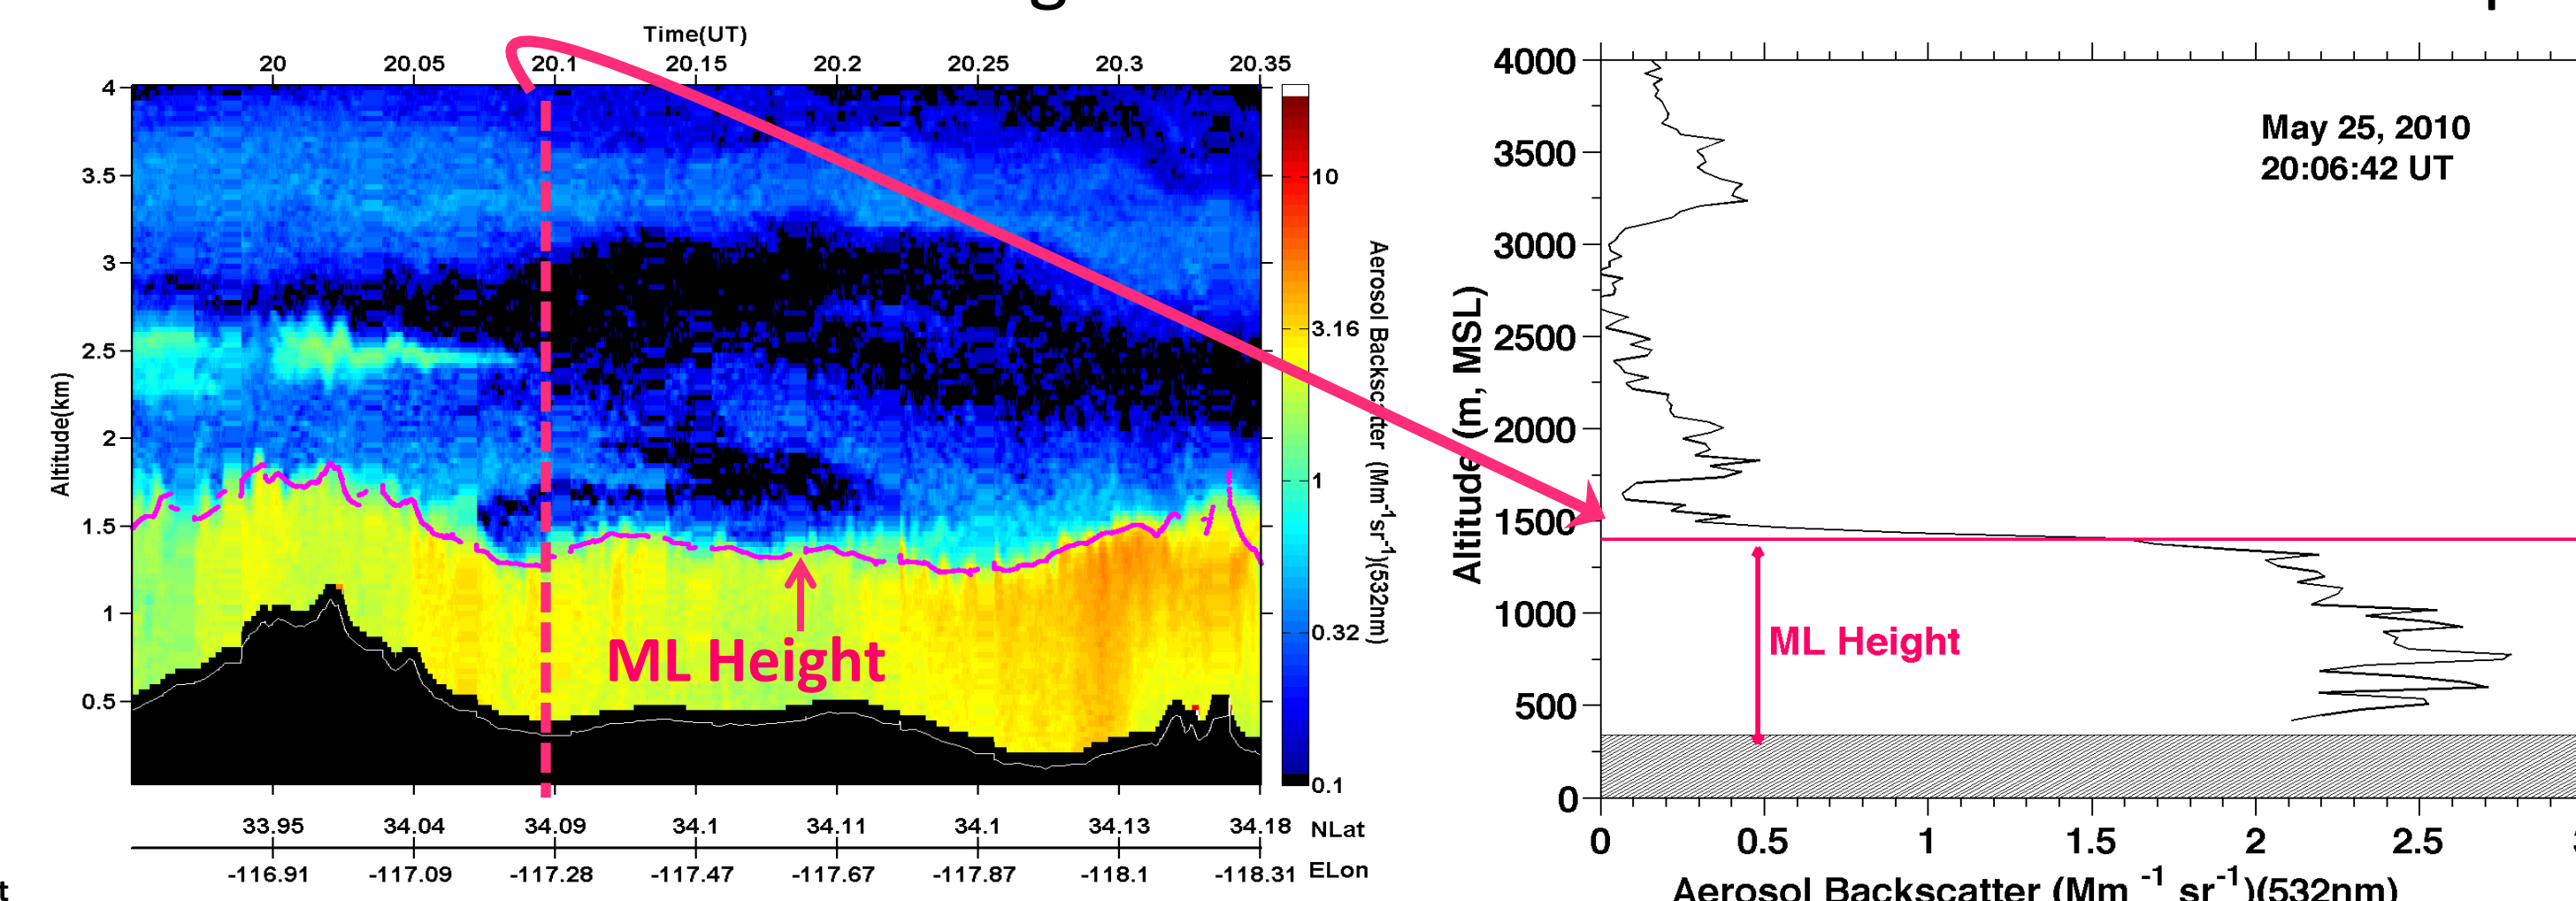 Time(UT)
20 20.05 20.1 20.15 20.2 20.25 20.3 20.35
4
3.5
3
2.5
2
1.5
1
0.5
Altitude(km)
ML Height
10
3.16
1
0.32
0.1
Aerosol Backscatter (Mm-1sr-1)(532nm)
33.95 34.04 34.09 34.1 34.11 34.1 34.13 34.18 NLat
-116.91 -117.09 -117.28 -117.47 -117.67 -117.87 -118.1 -118.31 ELon
4000
3500
3000
2500
2000
1500
1000
500
0
Altitude (m, MSL)
May 25, 2010
20:06:42 UT
ML Height
0 0.5 1 1.5 2 2.5
Aerosol Backscatter (Mm -1 sr-1)(532nm)